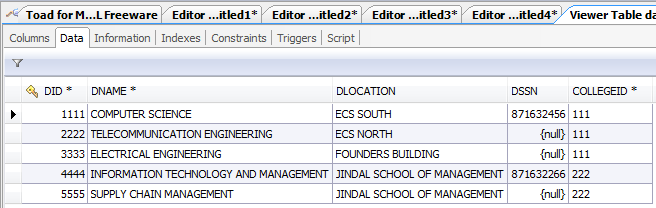 Toad for M...L Freeware Editor ...itled1* Editor ...itled2* Editor ...itled3* Editor ...itled4* Viewer Table da
Columns Data Information Indexes Constraints Triggers Script
DID * DNAME * DLOCATION DSSN COLLEGEID *
1111 COMPUTER SCIENCE ECS SOUTH 871632456 111
2222 TELECOMMUNICATION ENGINEERING ECS NORTH {null} 111
3333 ELECTRICAL ENGINEERING FOUNDERS BUILDING {null} 111
4444 INFORMATION TECHNOLOGY AND MANAGEMENT JINDAL SCHOOL OF MANAGEMENT 871632266 222
5555 SUPPLY CHAIN MANAGEMENT JINDAL SCHOOL OF MANAGEMENT {null} 222